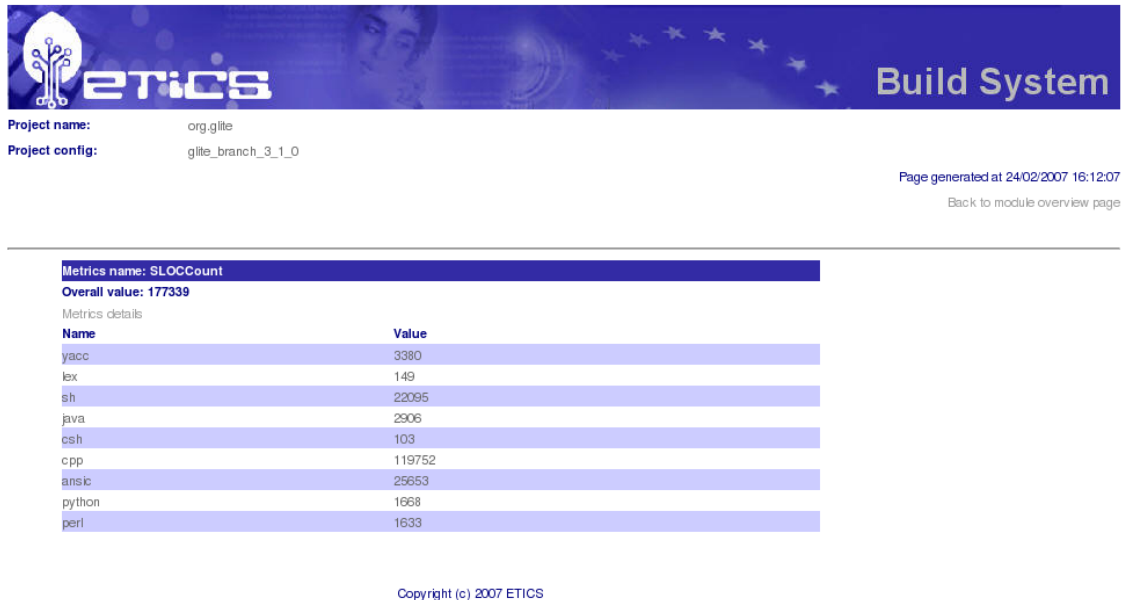 eTiCS
Build System
Project name: org.glite
Project config: glite_branch_3_1_0
Page generated at 24/02/2007 16:12:07
Back to module overview page
Metrics name: SLOCCount
Overall value: 177339
Metrics details
Name Value
yacc 3380
lex 149
sh 22095
java 2906
csh 103
cpp 119752
ansic 25653
python 1668
perl 1633
Copyright (c) 2007 ETICS